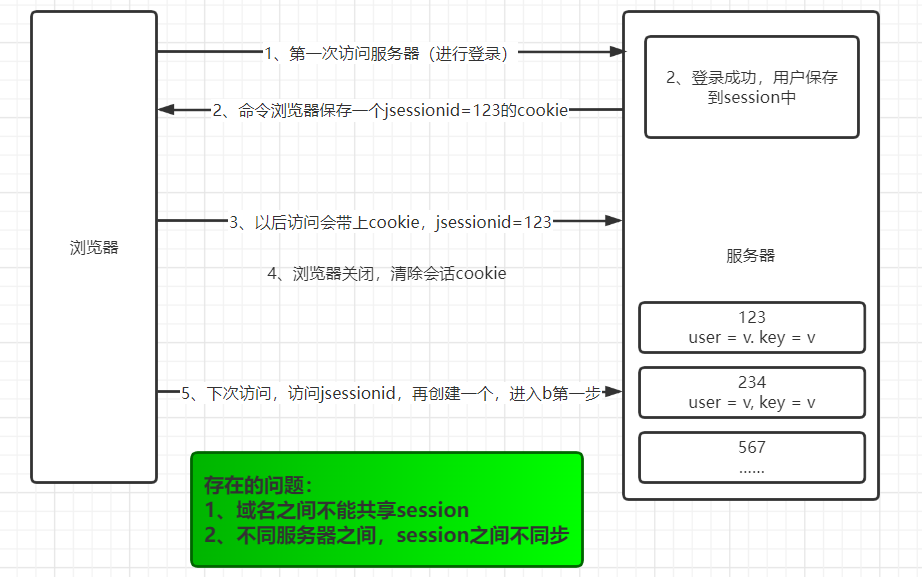 1、第一次访问服务器（进行登录）
2、登录成功，用户保存
到session中
2、命令浏览器保存一个jsessionid=123的cookie
3、以后访问会带上cookie，jsessionid=123
浏览器
服务器
4、浏览器关闭，清除会话cookie
123
user = v. key = v
234
user = v, key = v
5、下次访问，访问jsessionid，再创建一个，进入b第一步
567
......
存在的问题：
1、域名之间不能共享session
2、不同服务器之间，session之间不同步